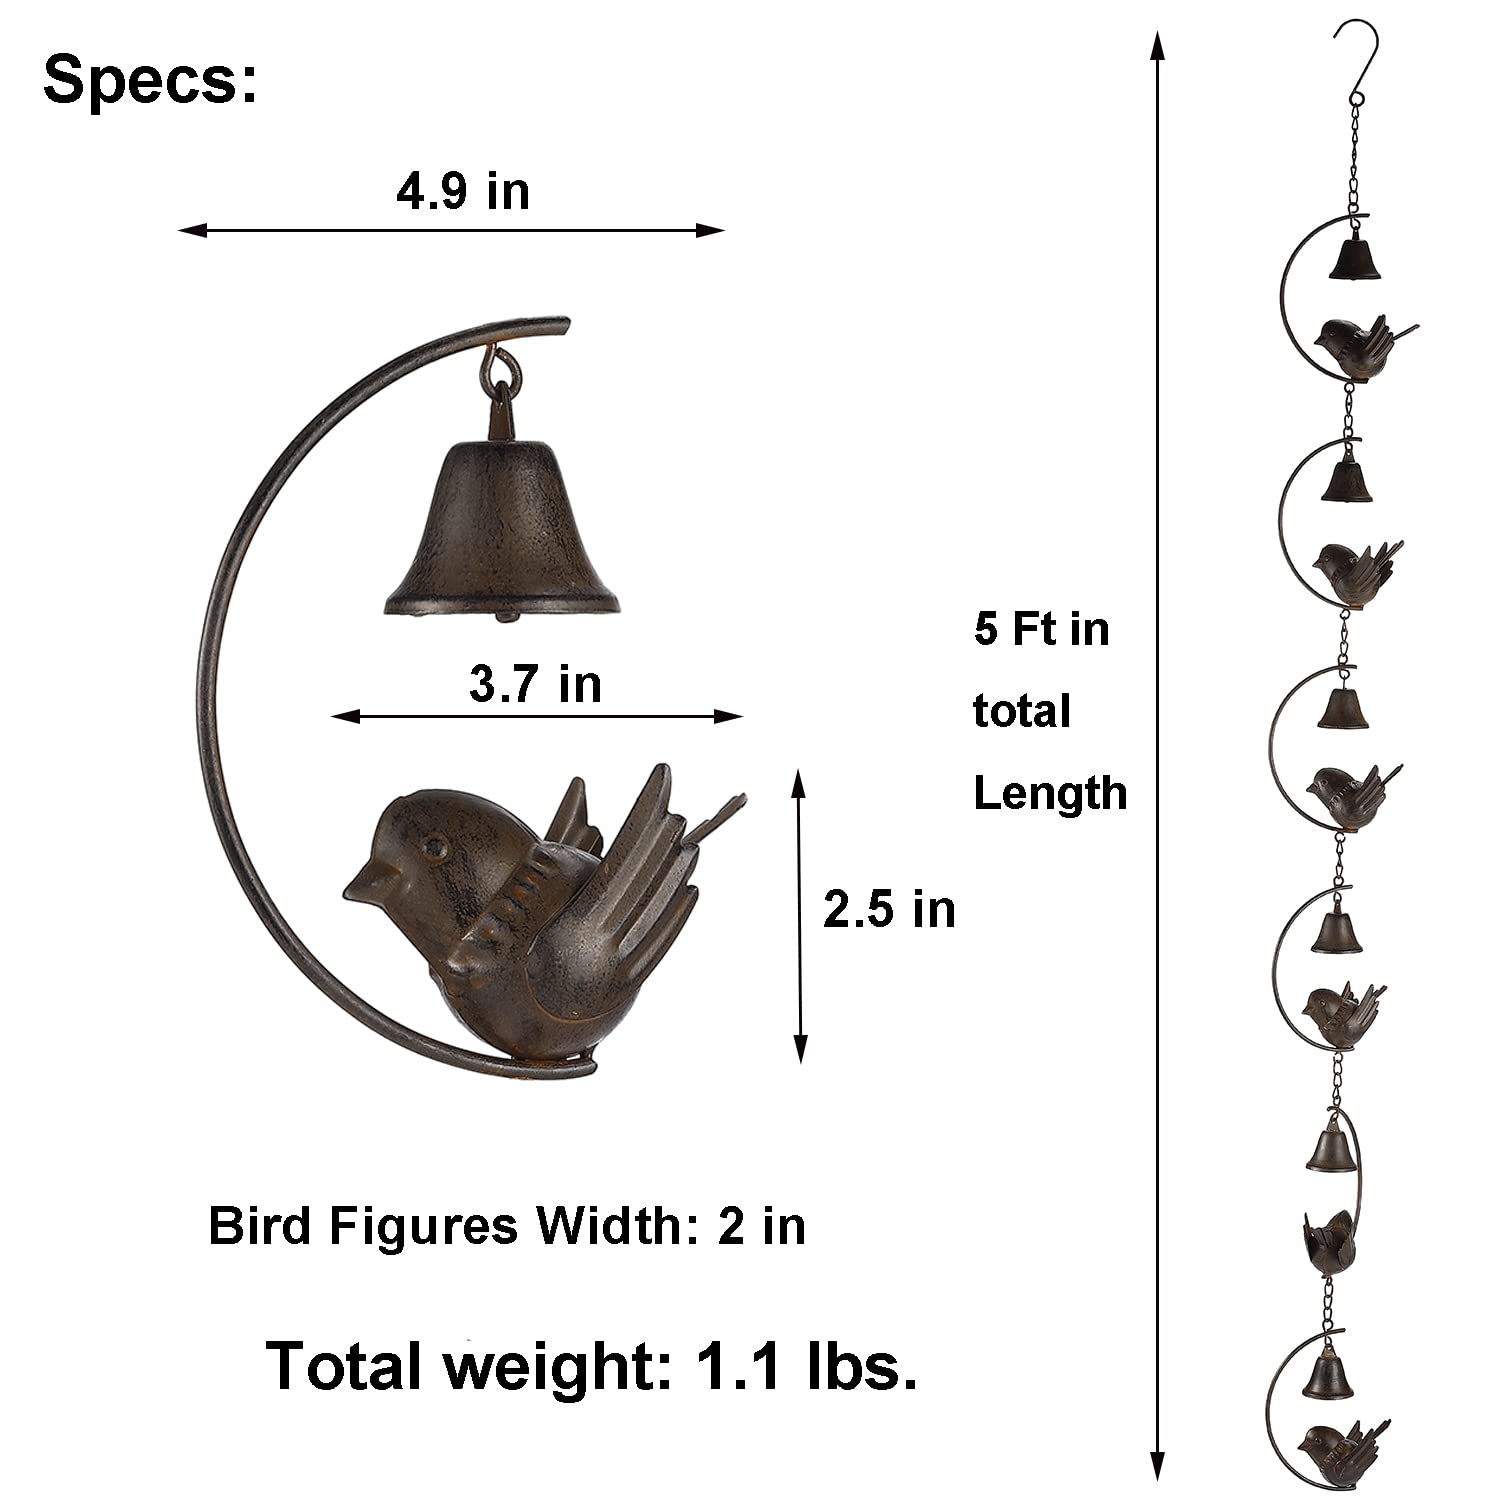 Specs:
4.9 in
3.7 in
2.5 in
5 Ft in
total
Length
Bird Figures Width: 2 in
Total weight: 1.1 lbs.